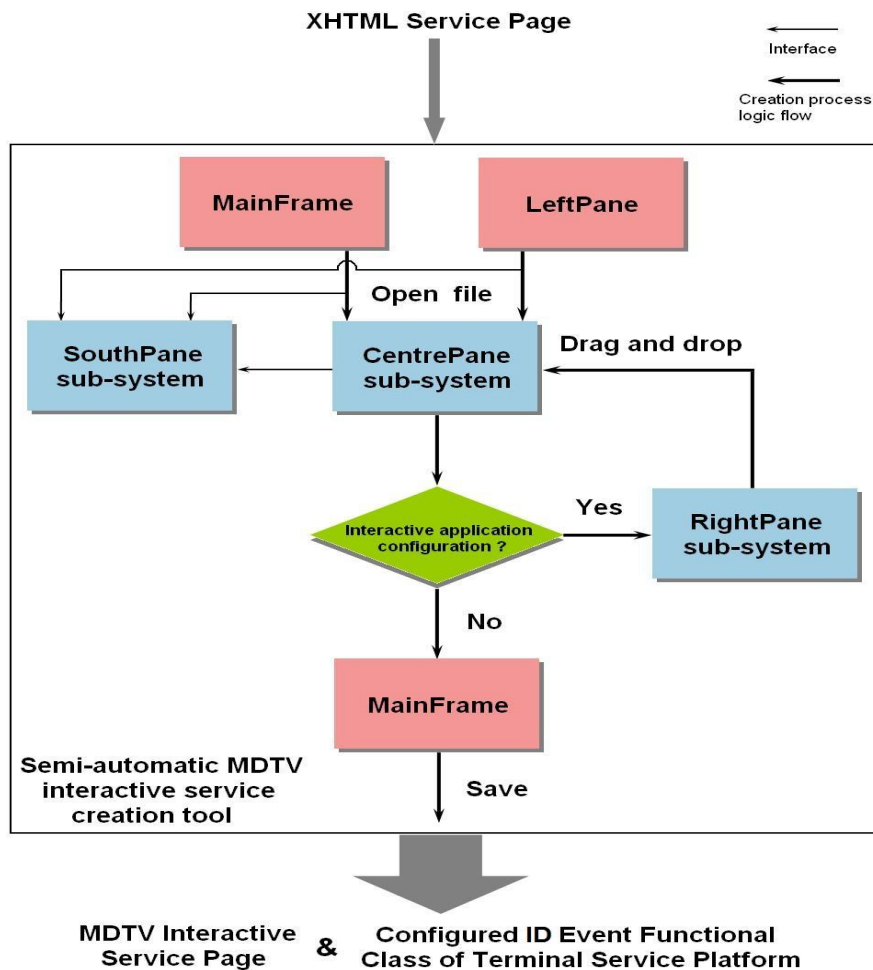 XHTML Service Page
Interface
Creation process
logic flow
MainFrame
LeftPane
Open file
SouthPane
sub-system
CentrePane
sub-system
Drag and drop
Interactive application
configuration ?
Yes
RightPane
sub-system
No
MainFrame
Semi-automatic MDTV
interactive service
creation tool
Save
MDTV Interactive
Service Page
&
Configured ID Event Functional
Class of Terminal Service Platform